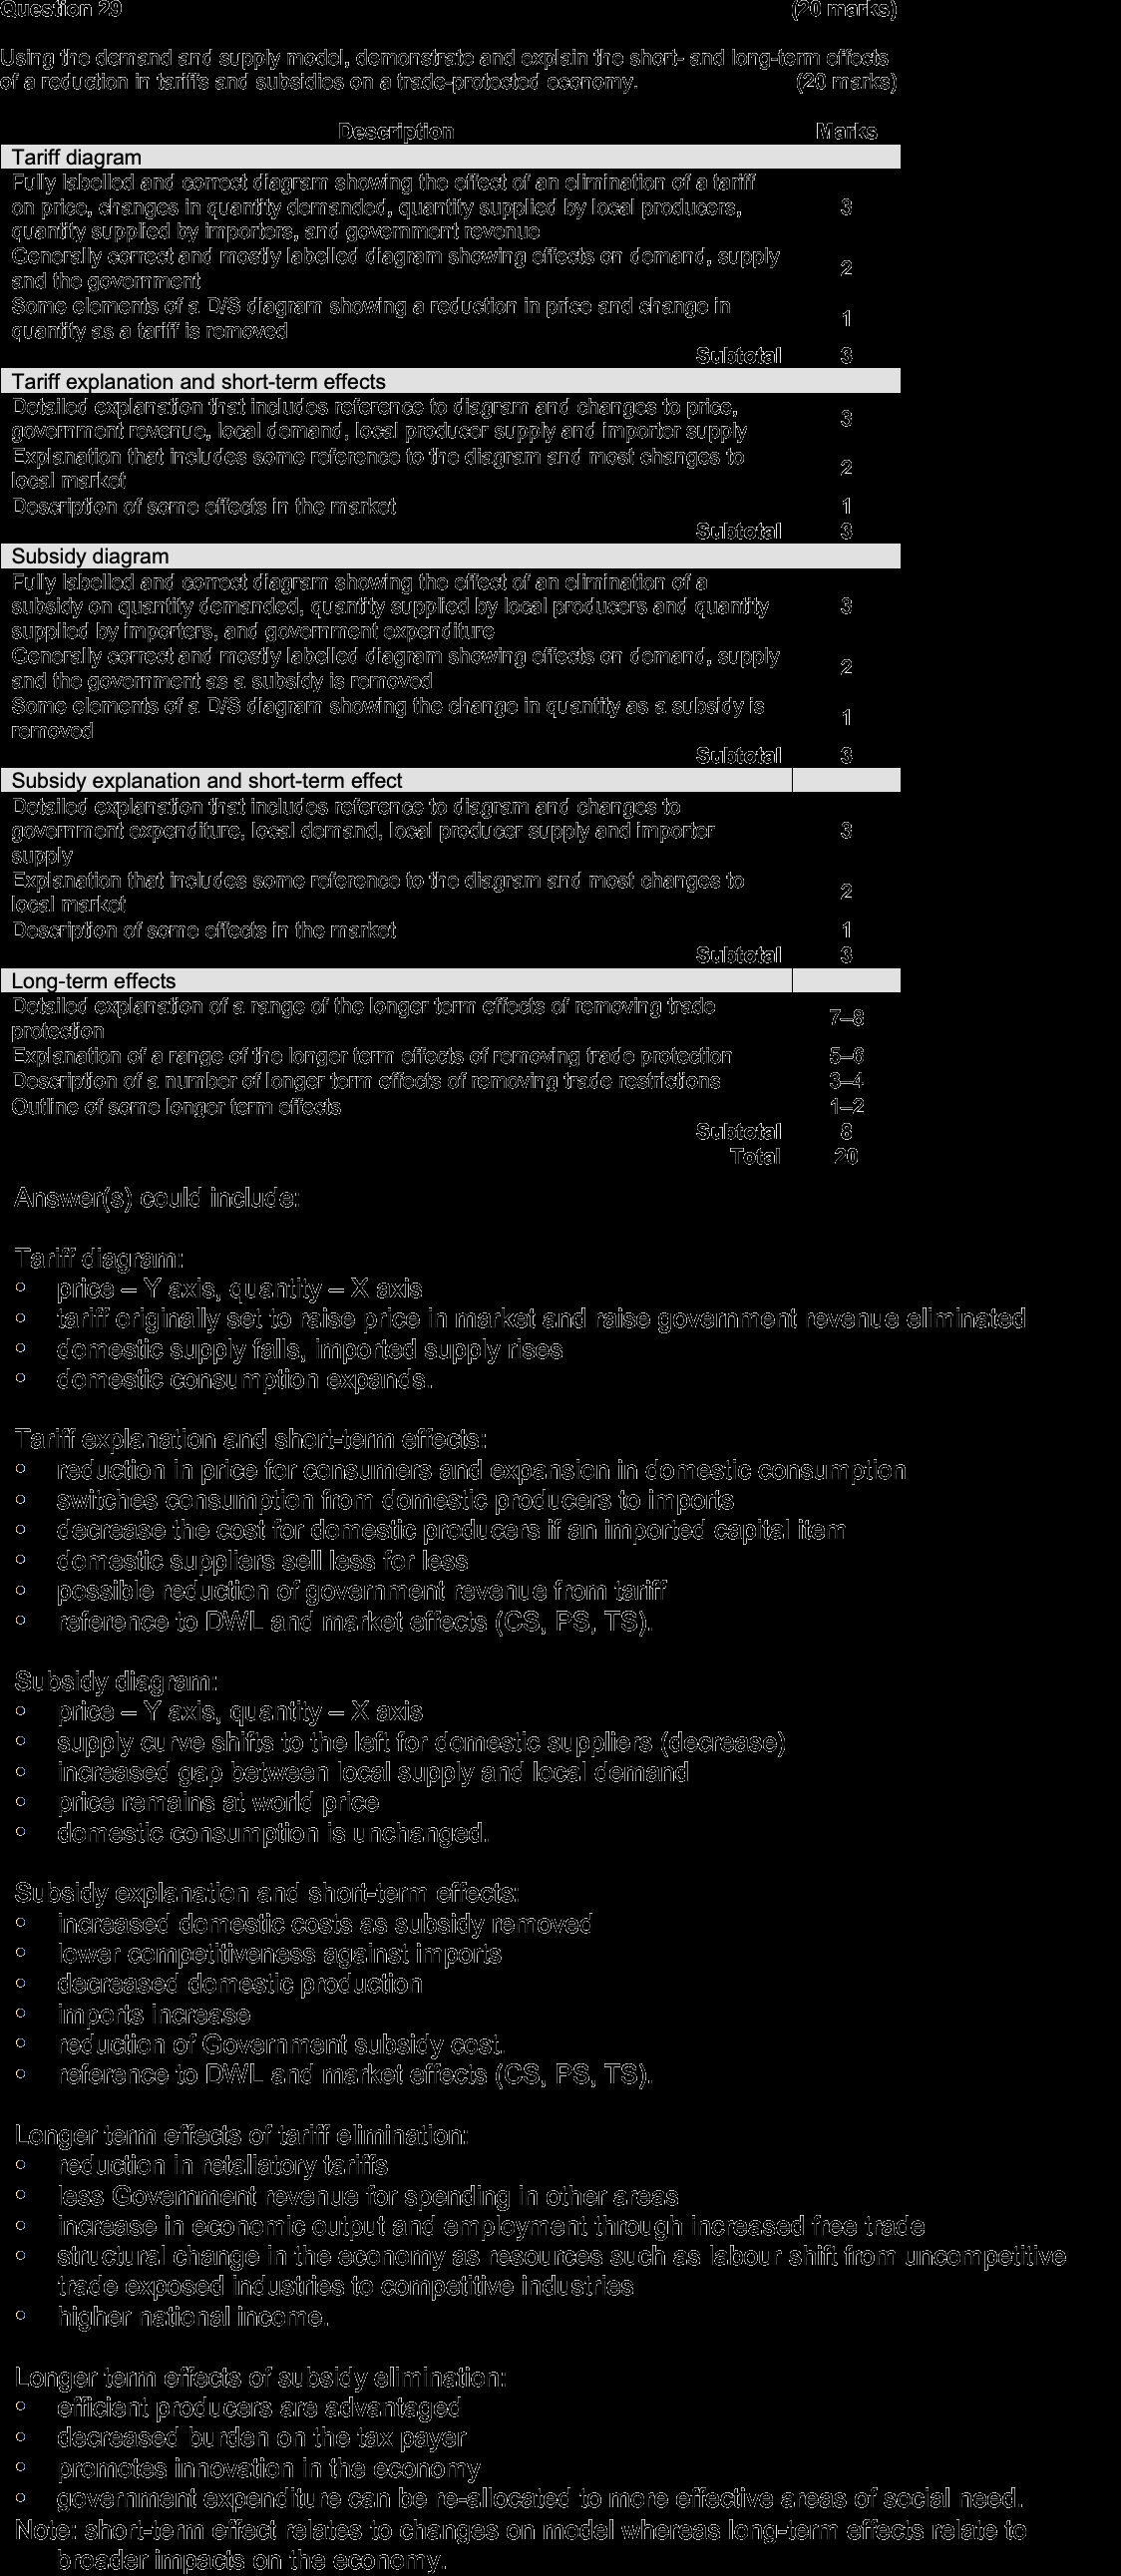 Question 29 (20 marks)
Using the demand and supply model, demonstrate and explain the short- and long-term effects
of a reduction in tariffs and subsidies on a trade-protected economy. (20 marks)
Description Marks
Tariff diagram
Fully labelled and correct diagram showing the effect of an elimination of a tariff
on price, changes in quantity demanded, quantity supplied by local producers,
quantity supplied by importers, and government revenue 3
Generally correct and mostly labelled diagram showing effects on demand, supply
and the government 2
Some elements of a D/S diagram showing a reduction in price and change in
quantity as a tariff is removed 1
Subtotal 3
Tariff explanation and short-term effects
Detailed explanation that includes reference to diagram and changes to price,
government revenue, local demand, local producer supply and importer supply 3
Explanation that includes some reference to the diagram and most changes to
local market 2
Description of some effects in the market 1
Subtotal 3
Subsidy diagram
Fully labelled and correct diagram showing the effect of an elimination of a
subsidy on quantity demanded, quantity supplied by local producers and quantity
supplied by importers, and government expenditure 3
Generally correct and mostly labelled diagram showing effects on demand, supply
and the government as a subsidy is removed 2
Some elements of a D/S diagram showing the change in quantity as a subsidy is
removed 1
Subtotal 3
Subsidy explanation and short-term effect
Detailed explanation that includes reference to diagram and changes to
government expenditure, local demand, local producer supply and importer
supply 3
Explanation that includes some reference to the diagram and most changes to
local market 2
Description of some effects in the market 1
Subtotal 3
Long-term effects
Detailed explanation of a range of the longer term effects of removing trade
protection 7–8
Explanation of a range of the longer term effects of removing trade protection 5–6
Description of a number of longer term effects of removing trade restrictions 3–4
Outline of some longer term effects 1–2
Subtotal 8
Total 20
Answer(s) could include:
Tariff diagram:
• price – Y axis, quantity – X axis
• tariff originally set to raise price in market and raise government revenue eliminated
• domestic supply falls, imported supply rises
• domestic consumption expands.
Tariff explanation and short-term effects:
• reduction in price for consumers and expansion in domestic consumption
• switches consumption from domestic producers to imports
• decrease the cost for domestic producers if an imported capital item
• domestic suppliers sell less for less
• possible reduction of government revenue from tariff
• reference to DWL and market effects (CS, PS, TS).
Subsidy diagram:
• price – Y axis, quantity – X axis
• supply curve shifts to the left for domestic suppliers (decrease)
• increased gap between local supply and local demand
• price remains at world price
• domestic consumption is unchanged.
Subsidy explanation and short-term effects:
• increased domestic costs as subsidy removed
• lower competitiveness against imports
• decreased domestic production
• imports increase
• reduction of Government subsidy cost.
• reference to DWL and market effects (CS, PS, TS).
Longer term effects of tariff elimination:
• reduction in retaliatory tariffs
• less Government revenue for spending in other areas
• increase in economic output and employment through increased free trade
• structural change in the economy as resources such as labour shift from uncompetitive
trade exposed industries to competitive industries
• higher national income.
Longer term effects of subsidy elimination:
• efficient producers are advantaged
• decreased burden on the tax payer
• promotes innovation in the economy
• government expenditure can be re-allocated to more effective areas of social need.
Note: short-term effect relates to changes on model whereas long-term effects relate to
broader impacts on the economy.